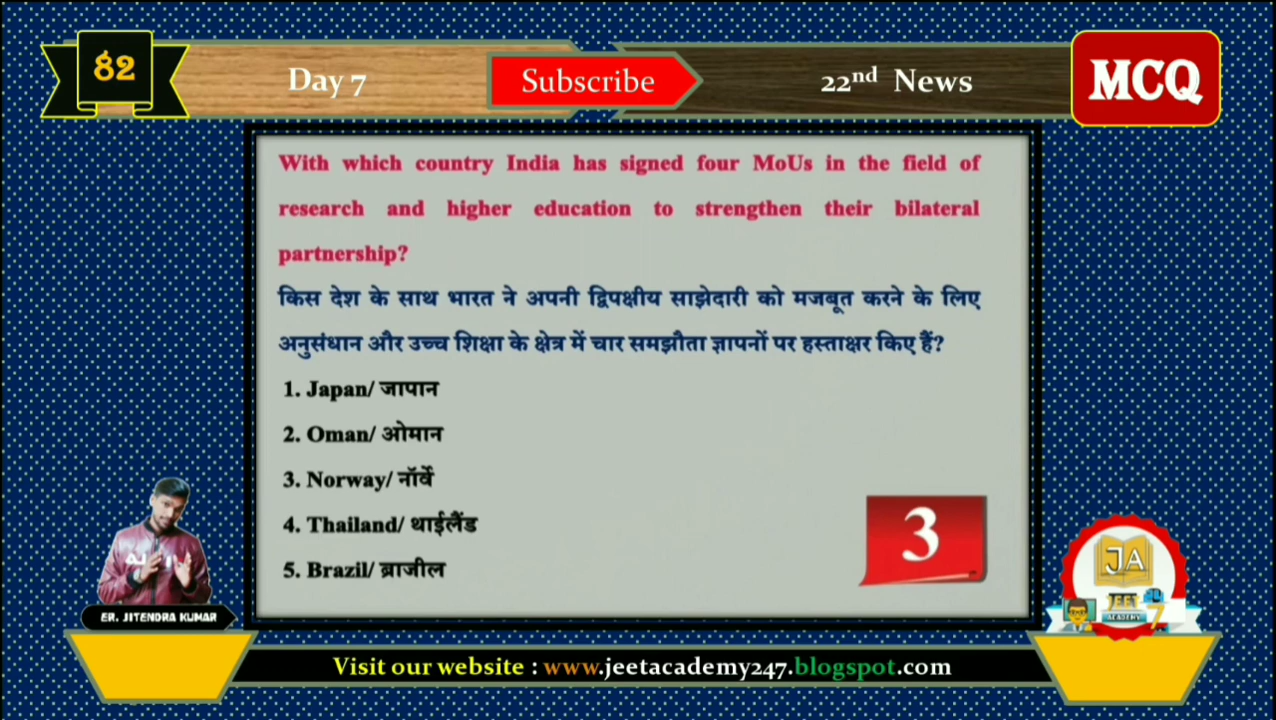 82
Day 7
Subscribe
22nd News
MCQ
With which country India has signed four MoUs in the field of
research and higher education to strengthen their bilateral
partnership?
किस देश के साथ भारत ने अपनी द्विपक्षीय साझेदारी को मजबूत करने के लिए
अनुसंधान और उच्च शिक्षा के क्षेत्र में चार समझौता ज्ञापनों पर हस्ताक्षर किए हैं?
1. Japan/ जापान
2. Oman/ ओमान
3. Norway/ नॉर्वे
4. Thailand/ थाईलैंड
5. Brazil/ ब्राजील
3
ER. JITENDRA KUMAR
JA
JEET
ACADEMY
7
Visit our website : www.jeetacademy247.blogspot.com